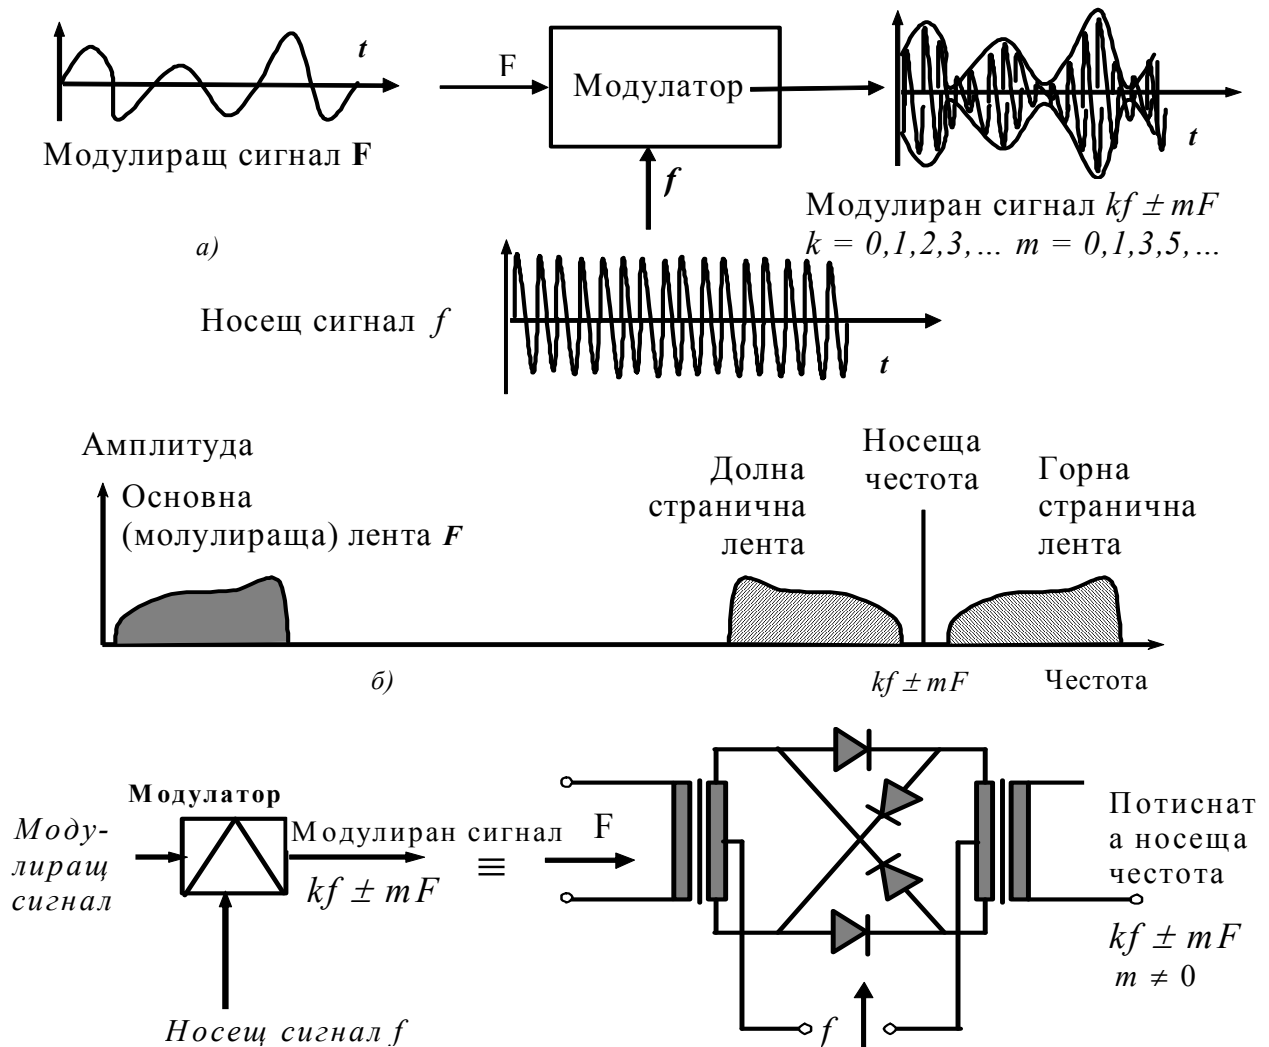 t
F
Модулатор
Модулиращ сигнал F
f
t
Модулиран сигнал kf ± mF
k = 0,1,2,3,... m = 0,1,3,5,...
а)
Носещ сигнал f
t
Амплитуда
Основна
(молулираща) лента F
Долна
странична
лента
Носеща
честота
Горна
странична
лента
б)
kf ± mF
Честота
Модулатор
Моду-
лиращ
сигнал
Модулиран сигнал
kf ± mF
≡
F
Потиснат
а носеща
честота
kf ± mF
m ≠ 0
Носещ сигнал f
f